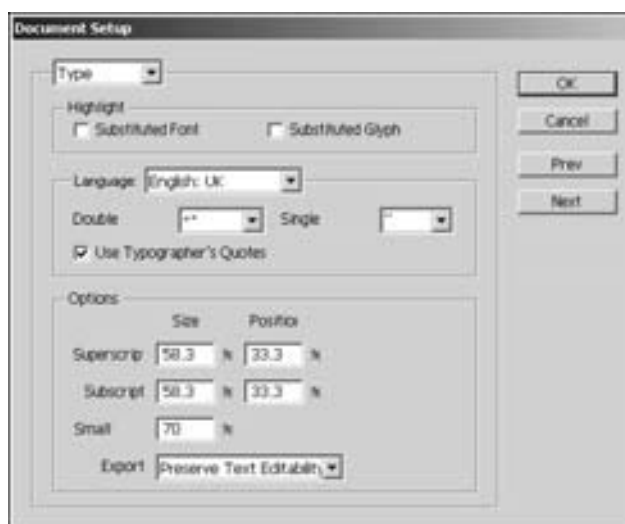 Document Setup
Type
OK
Highlight
Substituted Font Substituted Glyph
Cancel
Prev
Language English: UK
Next
Double Single
Use Typographer's Quotes
Options
Size Position
Superscrip 58.3 % 33.3 %
Subscript 58.3 % 33.3 %
Small 70 %
Export Preserve Text Editability